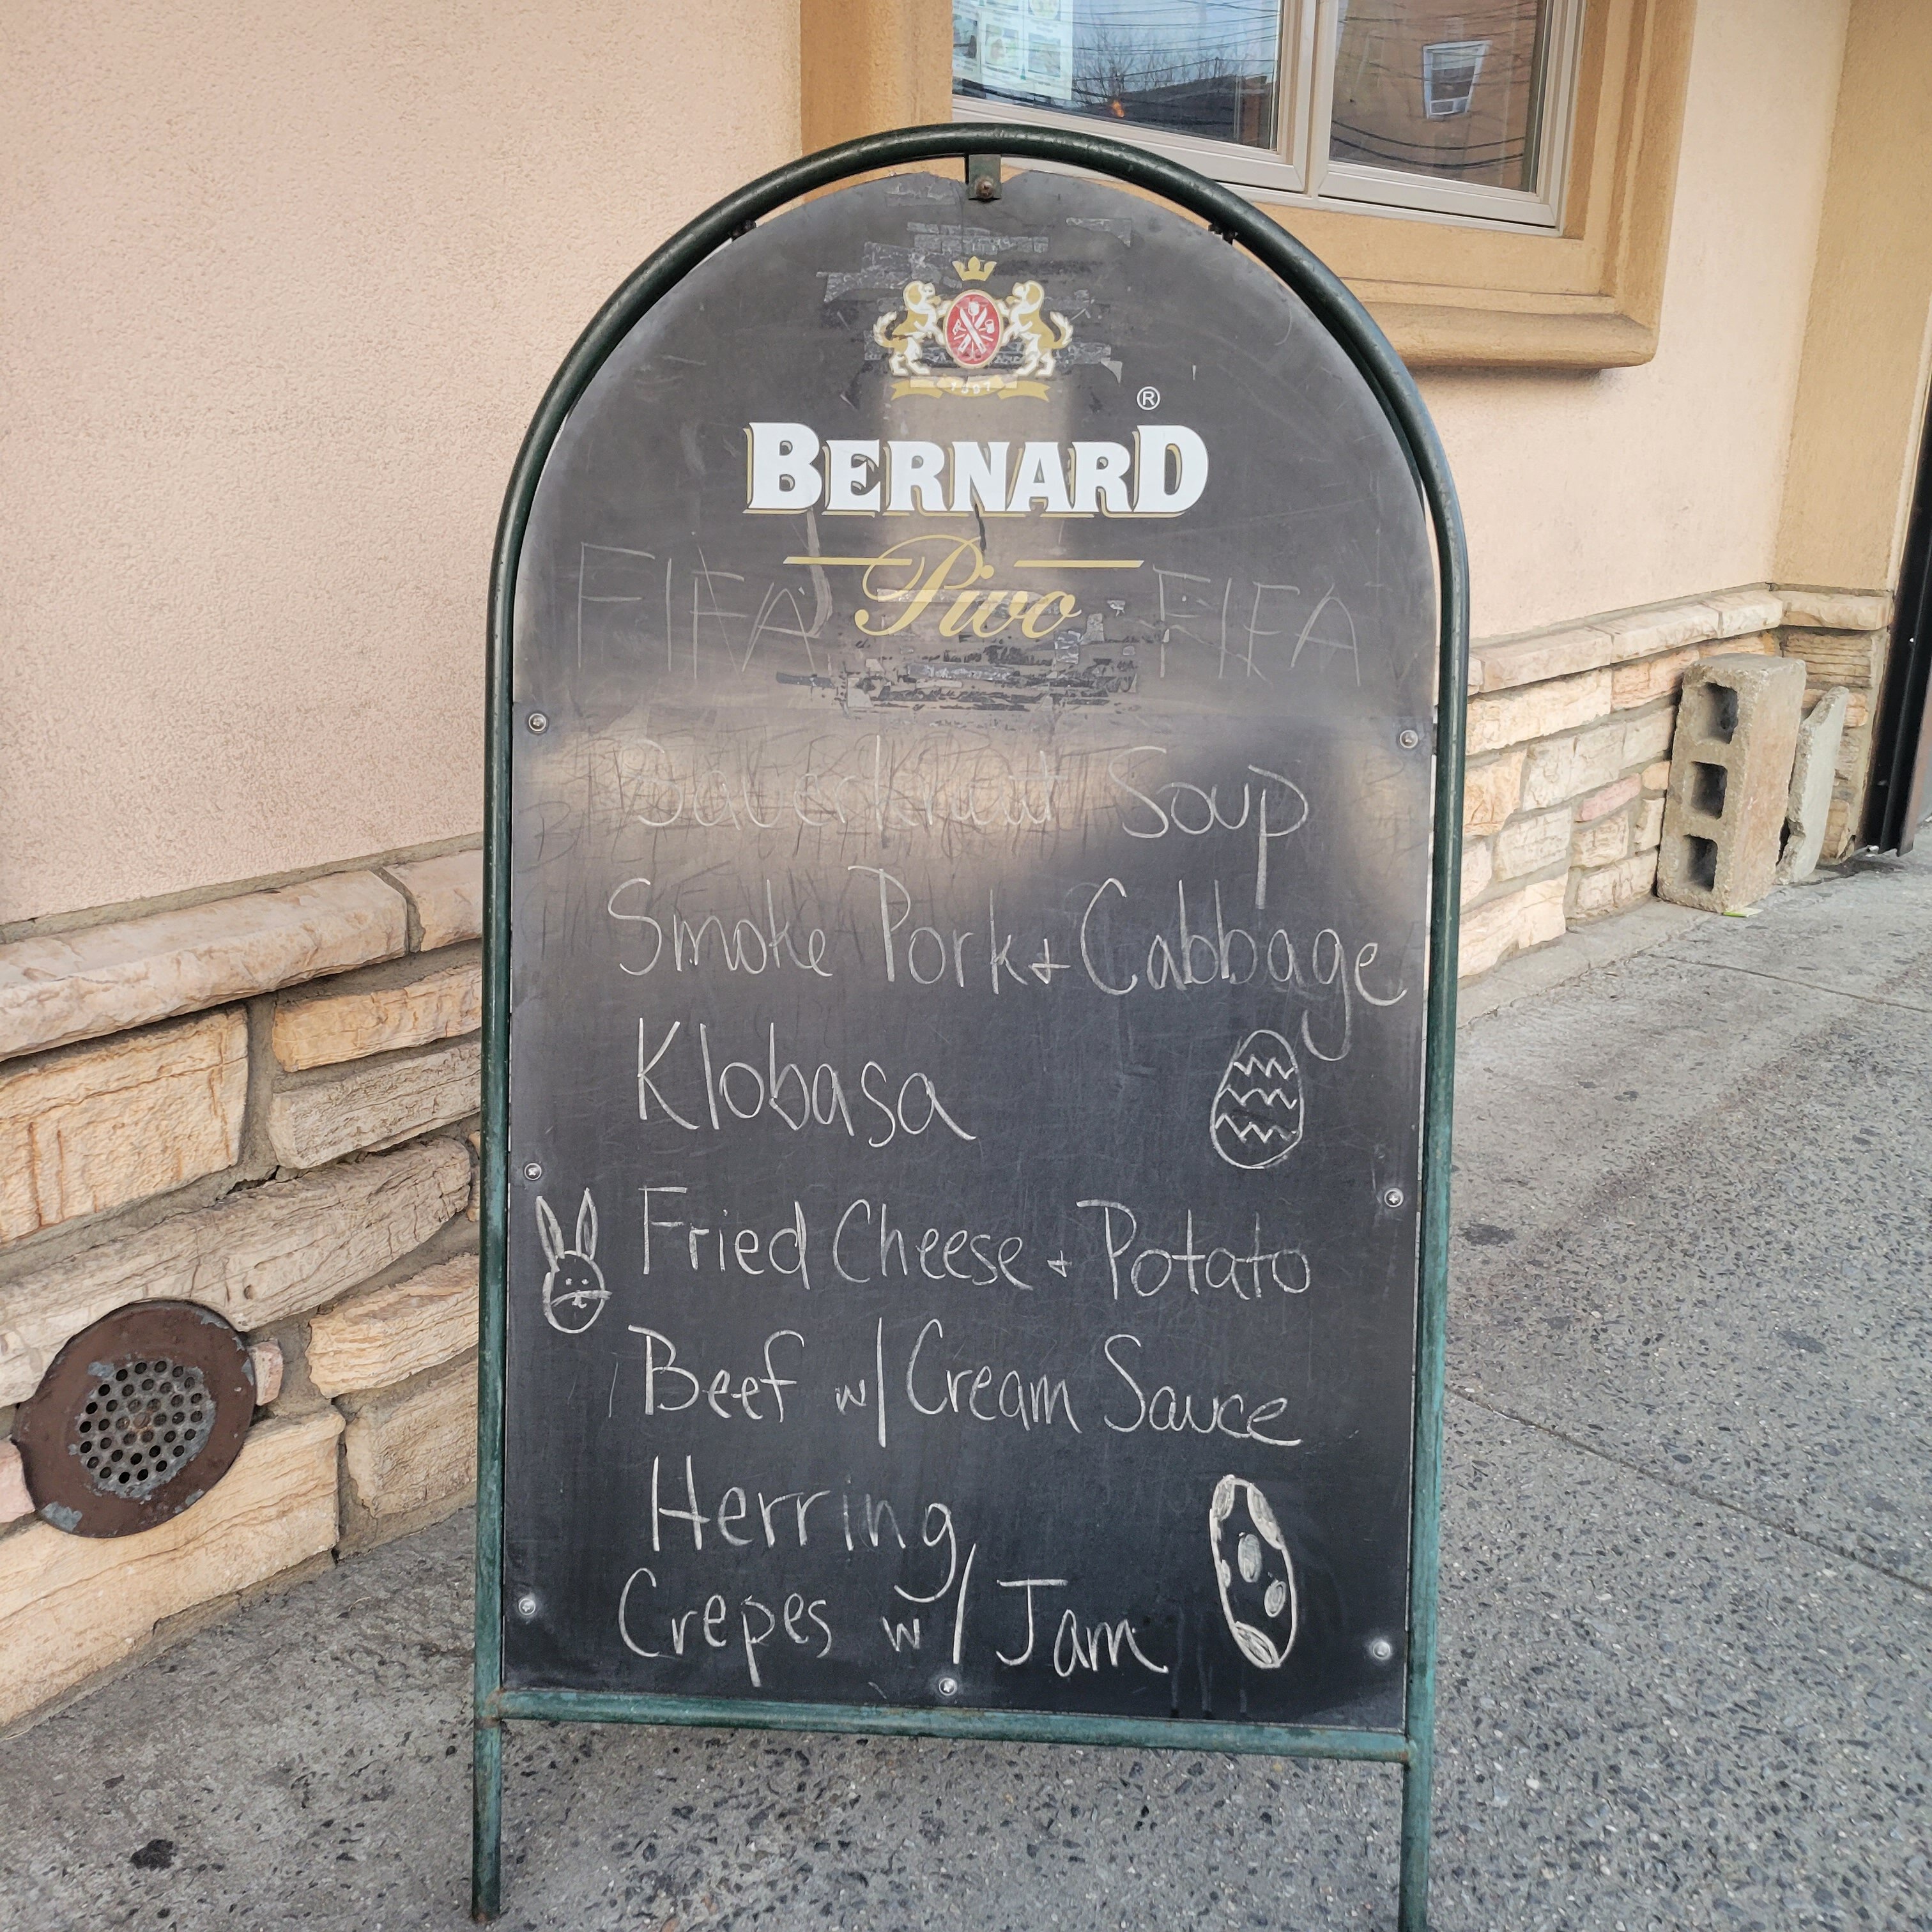 ®
BERNARD
Pivo
FIFA FIFA
Sauerkraut Soup
Smoke Pork + Cabbage
Klobasa
Fried Cheese + Potato
Beef w/ Cream Sauce
Herring
Crepes w/ Jam